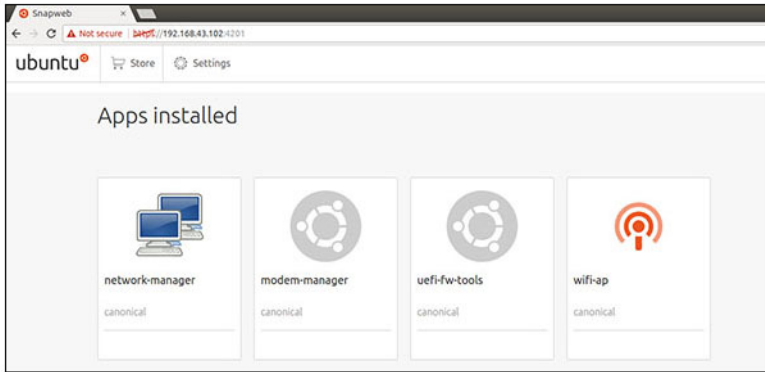 Snapweb
Not secure | https://192.168.43.102:4201
ubuntu
Store
Settings
Apps installed
network-manager
modem-manager
uefi-fw-tools
wifi-ap
canonical
canonical
canonical
canonical